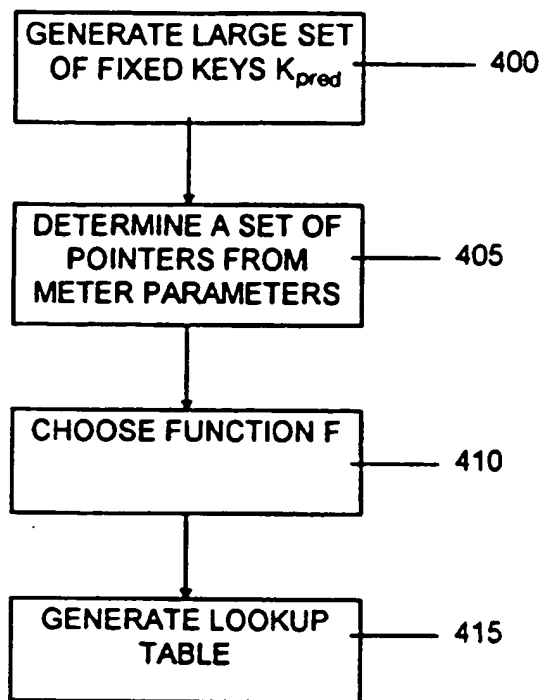 GENERATE LARGE SET
OF FIXED KEYS Kpred
400
DETERMINE A SET OF
POINTERS FROM
METER PARAMETERS
405
CHOOSE FUNCTION F
410
GENERATE LOOKUP
TABLE
415